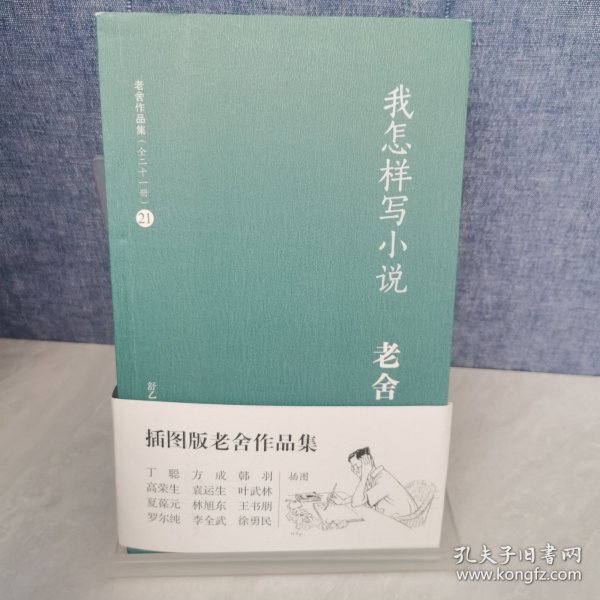 我怎样写小说
老舍
老舍作品集（全二十一册）21
舒乙
插图版老舍作品集
丁聪 方成 韩羽
高荣生 袁运生 叶武林
夏葆元 林旭东 王书朋
罗尔纯 李全武 徐勇民
插图
孔夫子旧书网
www.kongfz.com